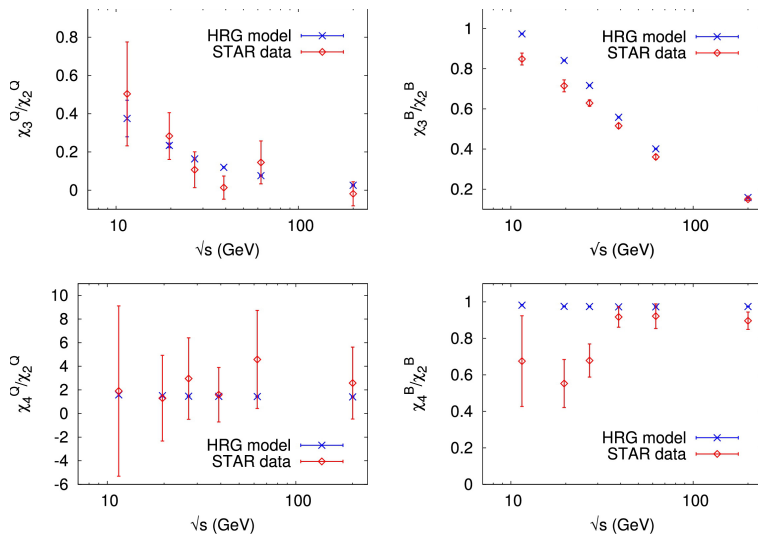 0.8
0.6
0.4
0.2
0
χ₃Q/χ₂Q
HRG model
STAR data
10
100
√s (GeV)
1
0.8
0.6
0.4
0.2
χ₃B/χ₂B
HRG model
STAR data
10
100
√s (GeV)
10
8
6
4
2
0
-2
-4
-6
χ₄Q/χ₂Q
HRG model
STAR data
10
100
√s (GeV)
1
0.8
0.6
0.4
0.2
0
χ₄B/χ₂B
HRG model
STAR data
10
100
√s (GeV)